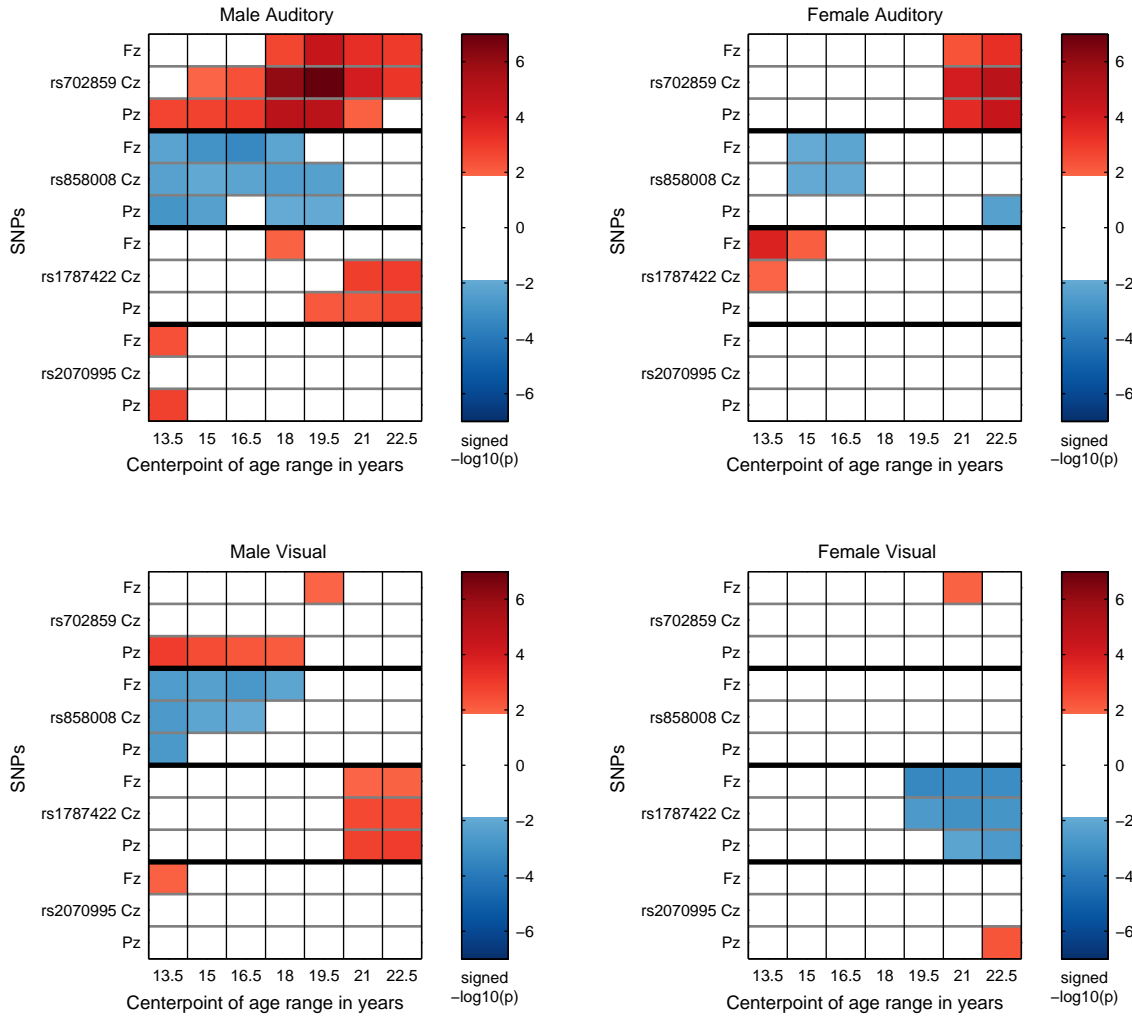 Male Auditory
Fz
rs702859 Cz
Pz
Fz
rs858008 Cz
Pz
Fz
rs1787422 Cz
Pz
Fz
rs2070995 Cz
Pz
SNPs
13.5 15 16.5 18 19.5 21 22.5
Centerpoint of age range in years
6
4
2
0
−2
−4
−6
signed
−log10(p)
Female Auditory
Fz
rs702859 Cz
Pz
Fz
rs858008 Cz
Pz
Fz
rs1787422 Cz
Pz
Fz
rs2070995 Cz
Pz
SNPs
13.5 15 16.5 18 19.5 21 22.5
Centerpoint of age range in years
6
4
2
0
−2
−4
−6
signed
−log10(p)
Male Visual
Fz
rs702859 Cz
Pz
Fz
rs858008 Cz
Pz
Fz
rs1787422 Cz
Pz
Fz
rs2070995 Cz
Pz
SNPs
13.5 15 16.5 18 19.5 21 22.5
Centerpoint of age range in years
6
4
2
0
−2
−4
−6
signed
−log10(p)
Female Visual
Fz
rs702859 Cz
Pz
Fz
rs858008 Cz
Pz
Fz
rs1787422 Cz
Pz
Fz
rs2070995 Cz
Pz
SNPs
13.5 15 16.5 18 19.5 21 22.5
Centerpoint of age range in years
6
4
2
0
−2
−4
−6
signed
−log10(p)